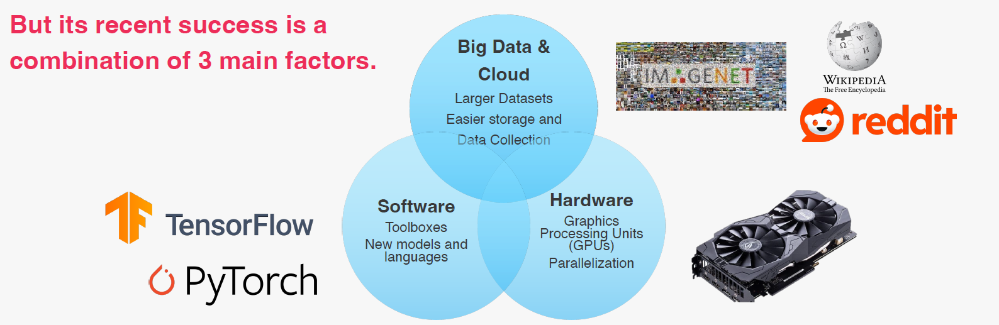 But its recent success is a
combination of 3 main factors.
Big Data &
Cloud
Larger Datasets
Easier storage and
Data Collection
IMAGENET
WIKIPEDIA
The Free Encyclopedia
reddit
Software
Toolboxes
New models and
languages
Hardware
Graphics
Processing Units
(GPUs)
Parallelization
TensorFlow
PyTorch